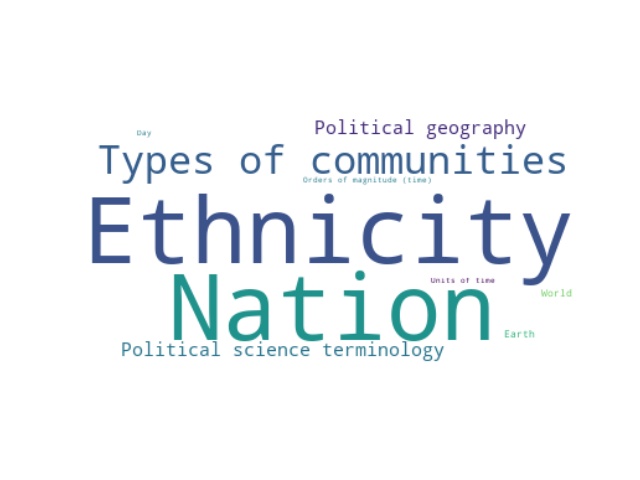 Political geography
Day
Types of communities
Orders of magnitude (time)
Ethnicity
Nation
Units of time
World
Earth
Political science terminology